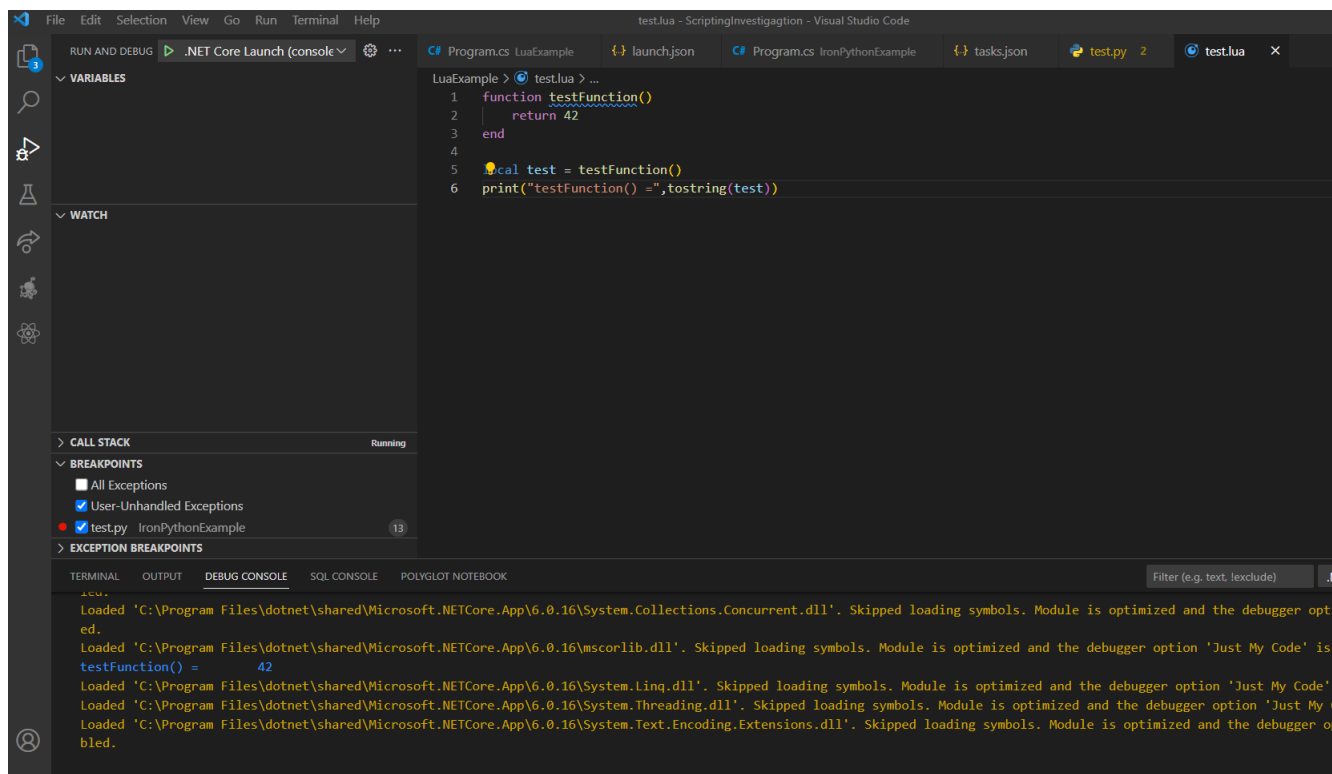 File Edit Selection View Go Run Terminal Help
test.lua - ScriptingInvestigagtion - Visual Studio Code
RUN AND DEBUG .NET Core Launch (console
Program.cs LuaExample launch.json Program.cs IronPythonExample tasks.json test.py 2 test.lua
3
VARIABLES
WATCH
CALL STACK Running
BREAKPOINTS
All Exceptions
User-Unhandled Exceptions
test.py IronPythonExample 13
EXCEPTION BREAKPOINTS
LuaExample > test.lua > ...
1 function testFunction()
2 return 42
3 end
4
5 local test = testFunction()
6 print("testFunction() =",tostring(test))
TERMINAL OUTPUT DEBUG CONSOLE SQL CONSOLE POLYGLOT NOTEBOOK
Filter (e.g. text, !exclude)
Loaded 'C:\Program Files\dotnet\shared\Microsoft.NETCore.App\6.0.16\System.Collections.Concurrent.dll'. Skipped loading symbols. Module is optimized and the debugger opt
ed.
Loaded 'C:\Program Files\dotnet\shared\Microsoft.NETCore.App\6.0.16\mscorlib.dll'. Skipped loading symbols. Module is optimized and the debugger option 'Just My Code' is
testFunction() = 42
Loaded 'C:\Program Files\dotnet\shared\Microsoft.NETCore.App\6.0.16\System.Linq.dll'. Skipped loading symbols. Module is optimized and the debugger option 'Just My Code'
Loaded 'C:\Program Files\dotnet\shared\Microsoft.NETCore.App\6.0.16\System.Threading.dll'. Skipped loading symbols. Module is optimized and the debugger option 'Just My
Loaded 'C:\Program Files\dotnet\shared\Microsoft.NETCore.App\6.0.16\System.Text.Encoding.Extensions.dll'. Skipped loading symbols. Module is optimized and the debugger o
bled.